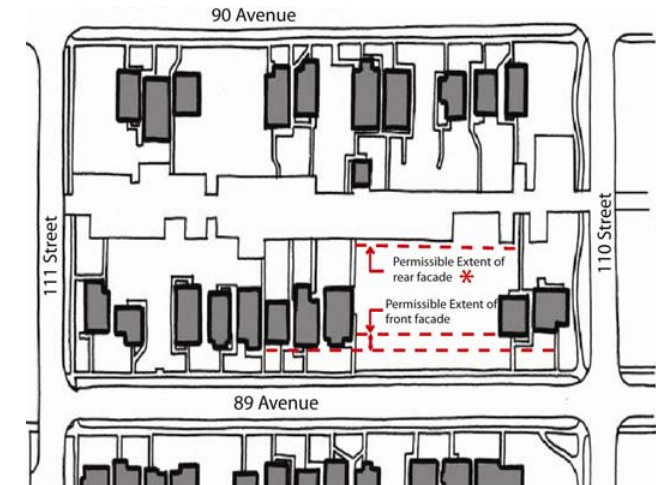 90 Avenue
111 Street
110 Street
Permissible Extent of
rear facade *
Permissible Extent of
front facade
89 Avenue